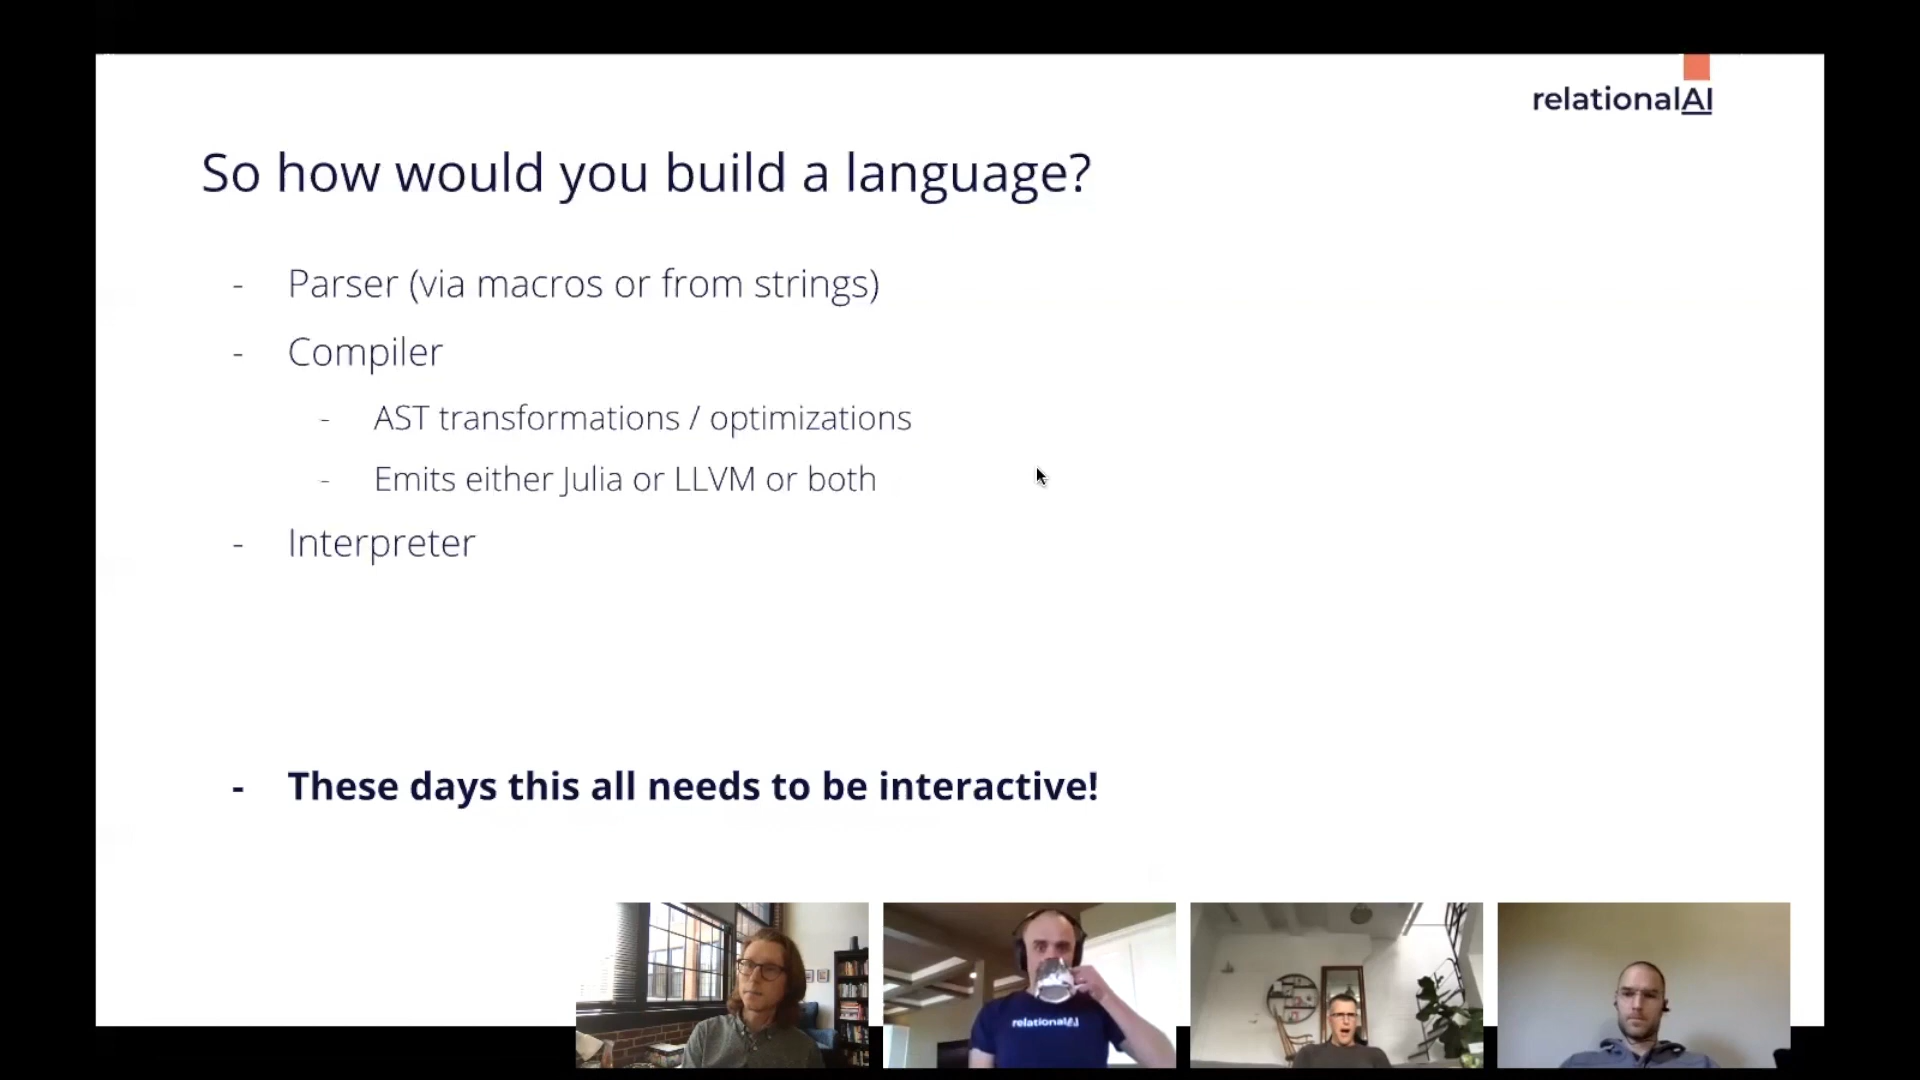 relationalAI
So how would you build a language?
- Parser (via macros or from strings)
- Compiler
- AST transformations / optimizations
- Emits either Julia or LLVM or both
- Interpreter
- These days this all needs to be interactive!
relationalAI